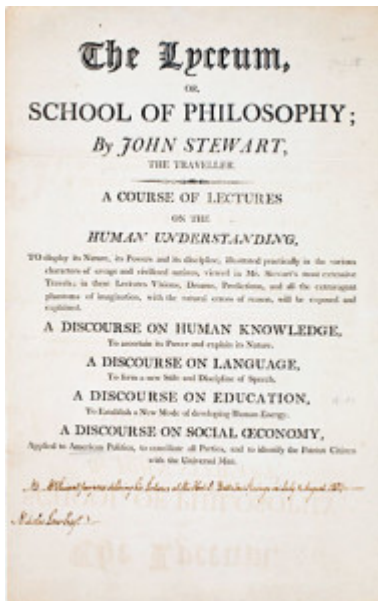 The Lyceum,
OR,
SCHOOL OF PHILOSOPHY;
By JOHN STEWART,
THE TRAVELLER.
A COURSE OF LECTURES
ON THE
HUMAN UNDERSTANDING,
TO display its Nature, its Powers and its discipline, illustrated practically in the various
characters of savage and civilized nations, viewed in Mr. Stewart's most extensive
Travels; in these Lectures Visions, Dreams, Predictions, and all the extravagant
phantoms of imagination, with the natural errors of reason, will be exposed and
explained.
A DISCOURSE ON HUMAN KNOWLEDGE,
To ascertain its Power and explain its Nature.
A DISCOURSE ON LANGUAGE,
To form a new Stile and Discipline of Speech.
A DISCOURSE ON EDUCATION,
To Establish a New Mode of developing Human Energy.
A DISCOURSE ON SOCIAL ŒCONOMY,
Applied to American Politics, to conciliate all Parties, and to identify the Patriot Citizen
with the Universal Man.